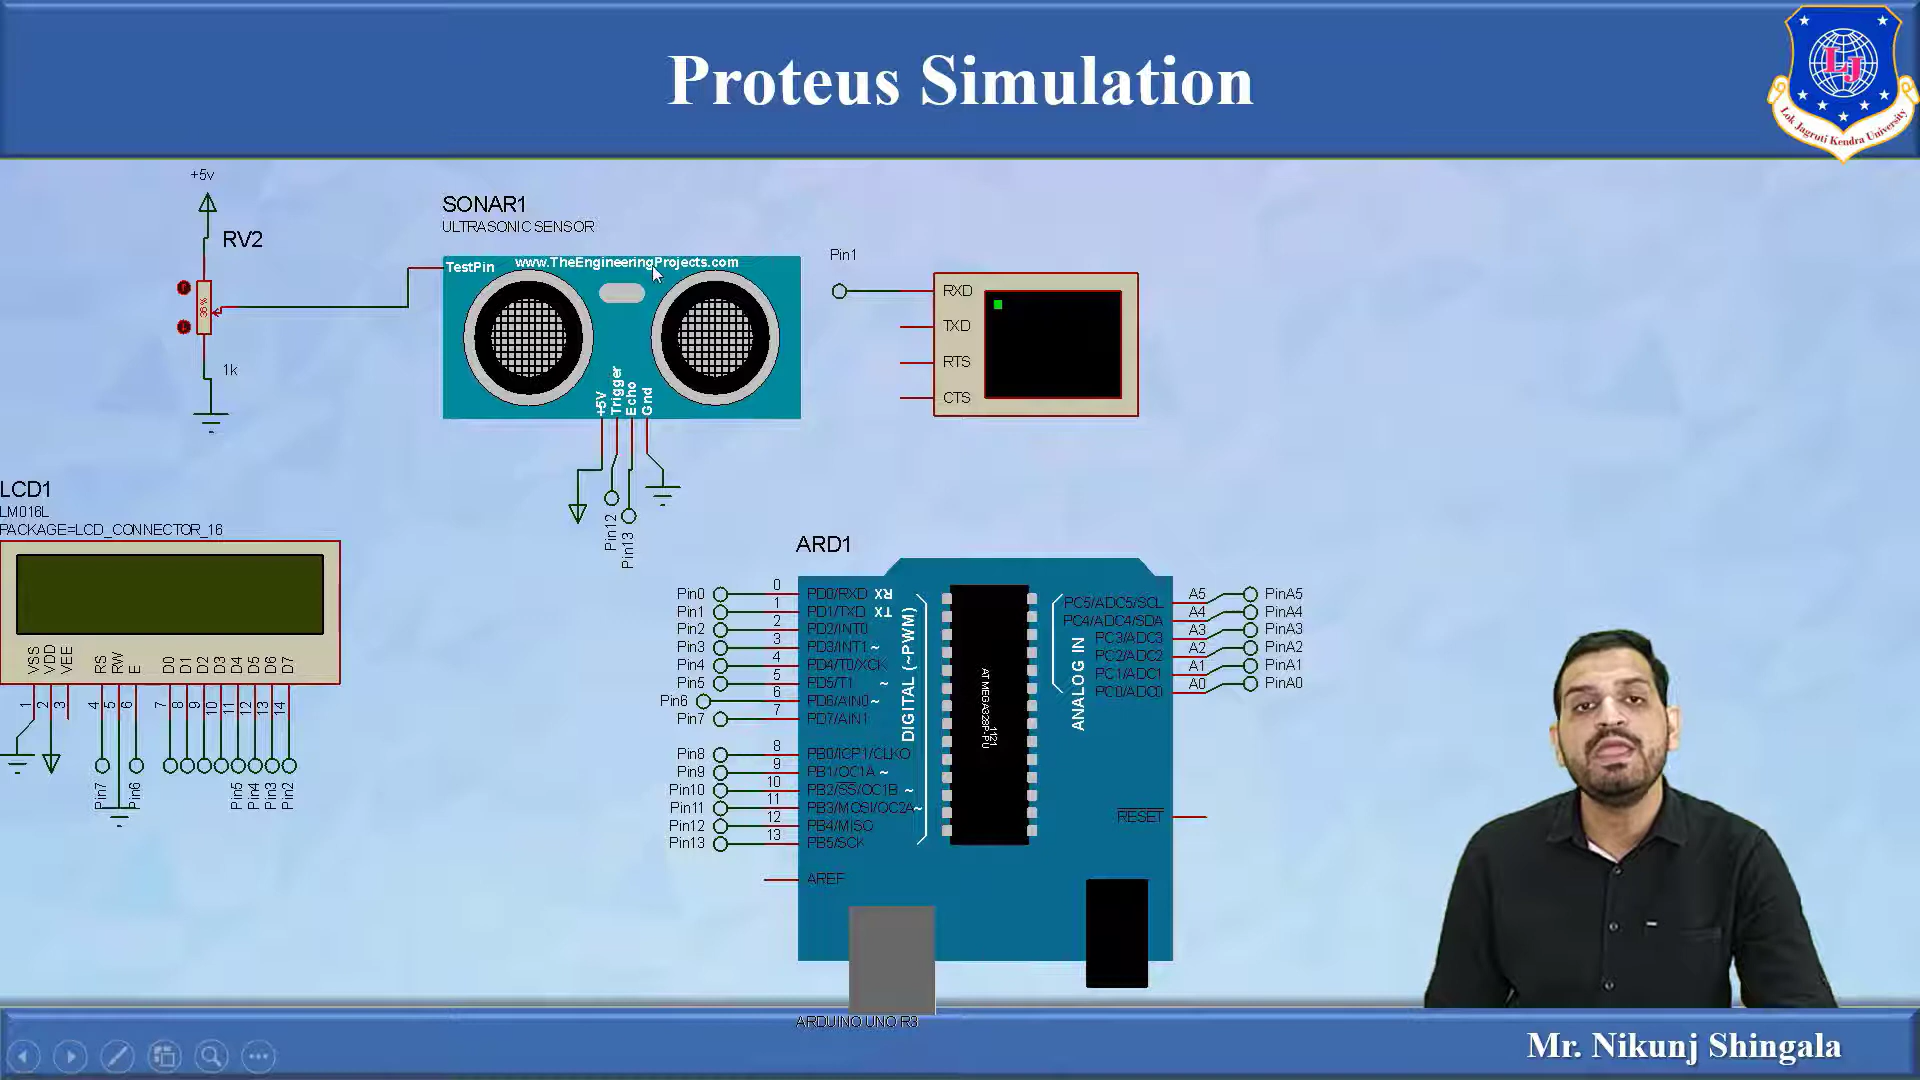 Proteus Simulation
LJ
Lok Jagruti Kendra University
+5v
RV2
36%
1k
SONAR1
ULTRASONIC SENSOR
TestPin
www.TheEngineeringProjects.com
+5V
Trigger
Echo
Gnd
Pin12
Pin13
Pin1
RXD
TXD
RTS
CTS
LCD1
LM016L
PACKAGE=LCD_CONNECTOR_16
VSS VDD VEE RS RW E D0 D1 D2 D3 D4 D5 D6 D7
1 2 3 4 5 6 7 8 9 10 11 12 13 14
Pin7 Pin6 Pin5 Pin4 Pin3 Pin2
ARD1
Pin0 0 PD0/RXD RX
Pin1 1 PD1/TXD TX
Pin2 2 PD2/INT0
Pin3 3 PD3/INT1 ~
Pin4 4 PD4/T0/XCK
Pin5 5 PD5/T1 ~
Pin6 6 PD6/AIN0 ~
Pin7 7 PD7/AIN1
Pin8 8 PB0/ICP1/CLKO
Pin9 9 PB1/OC1A ~
Pin10 10 PB2/SS/OC1B ~
Pin11 11 PB3/MOSI/OC2A ~
Pin12 12 PB4/MISO
Pin13 13 PB5/SCK
AREF
DIGITAL (~PWM)
ATMEGA328P-PU
1121
ANALOG IN
PC5/ADC5/SCL A5 PinA5
PC4/ADC4/SDA A4 PinA4
PC3/ADC3 A3 PinA3
PC2/ADC2 A2 PinA2
PC1/ADC1 A1 PinA1
PC0/ADC0 A0 PinA0
RESET
ARDUINO UNO R3
Mr. Nikunj Shingala